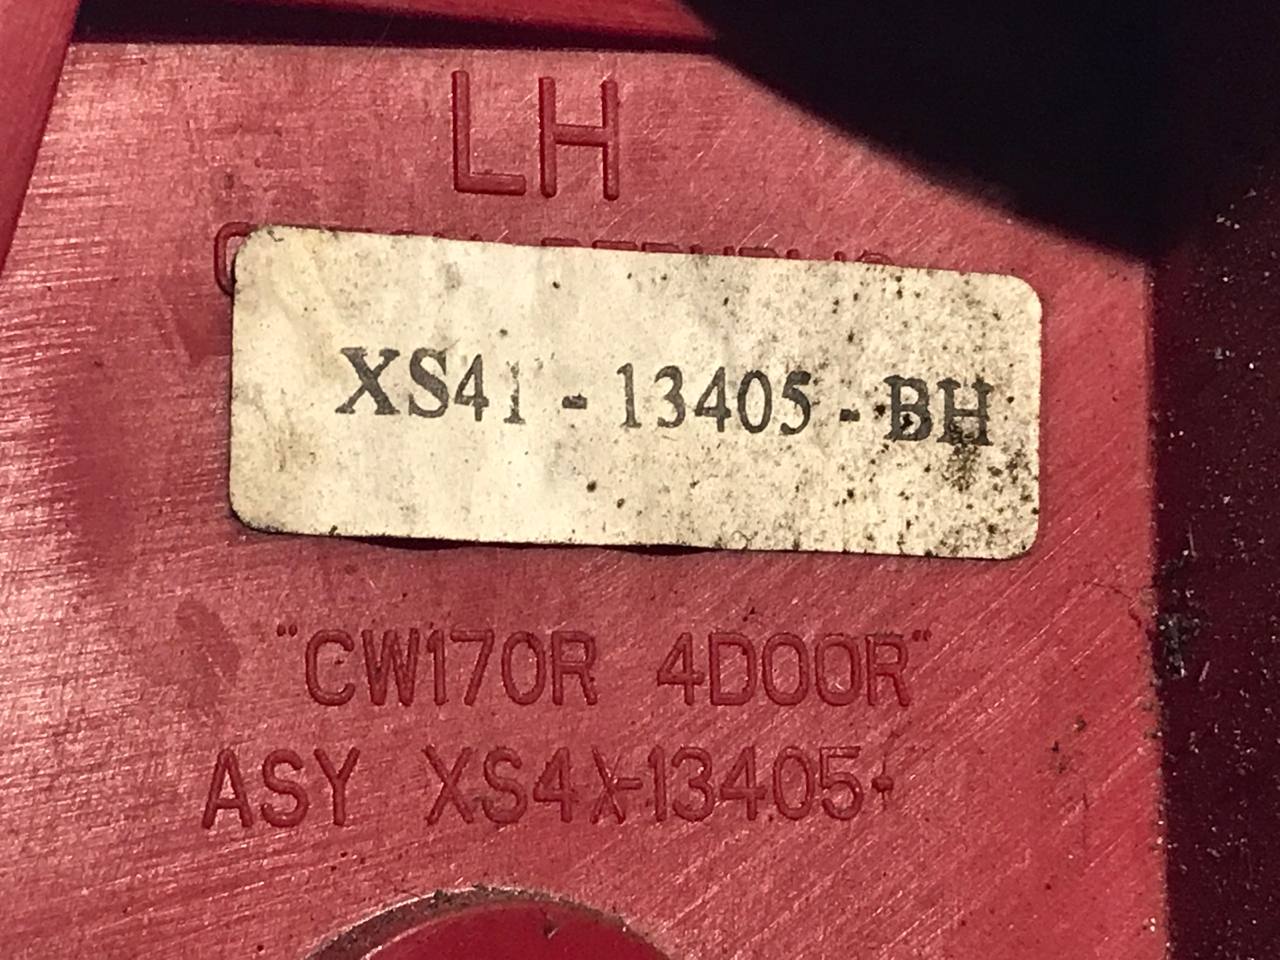 LH
XS41 - 13405 - BH
"CW170R 4DOOR"
ASY XS4X-13405-